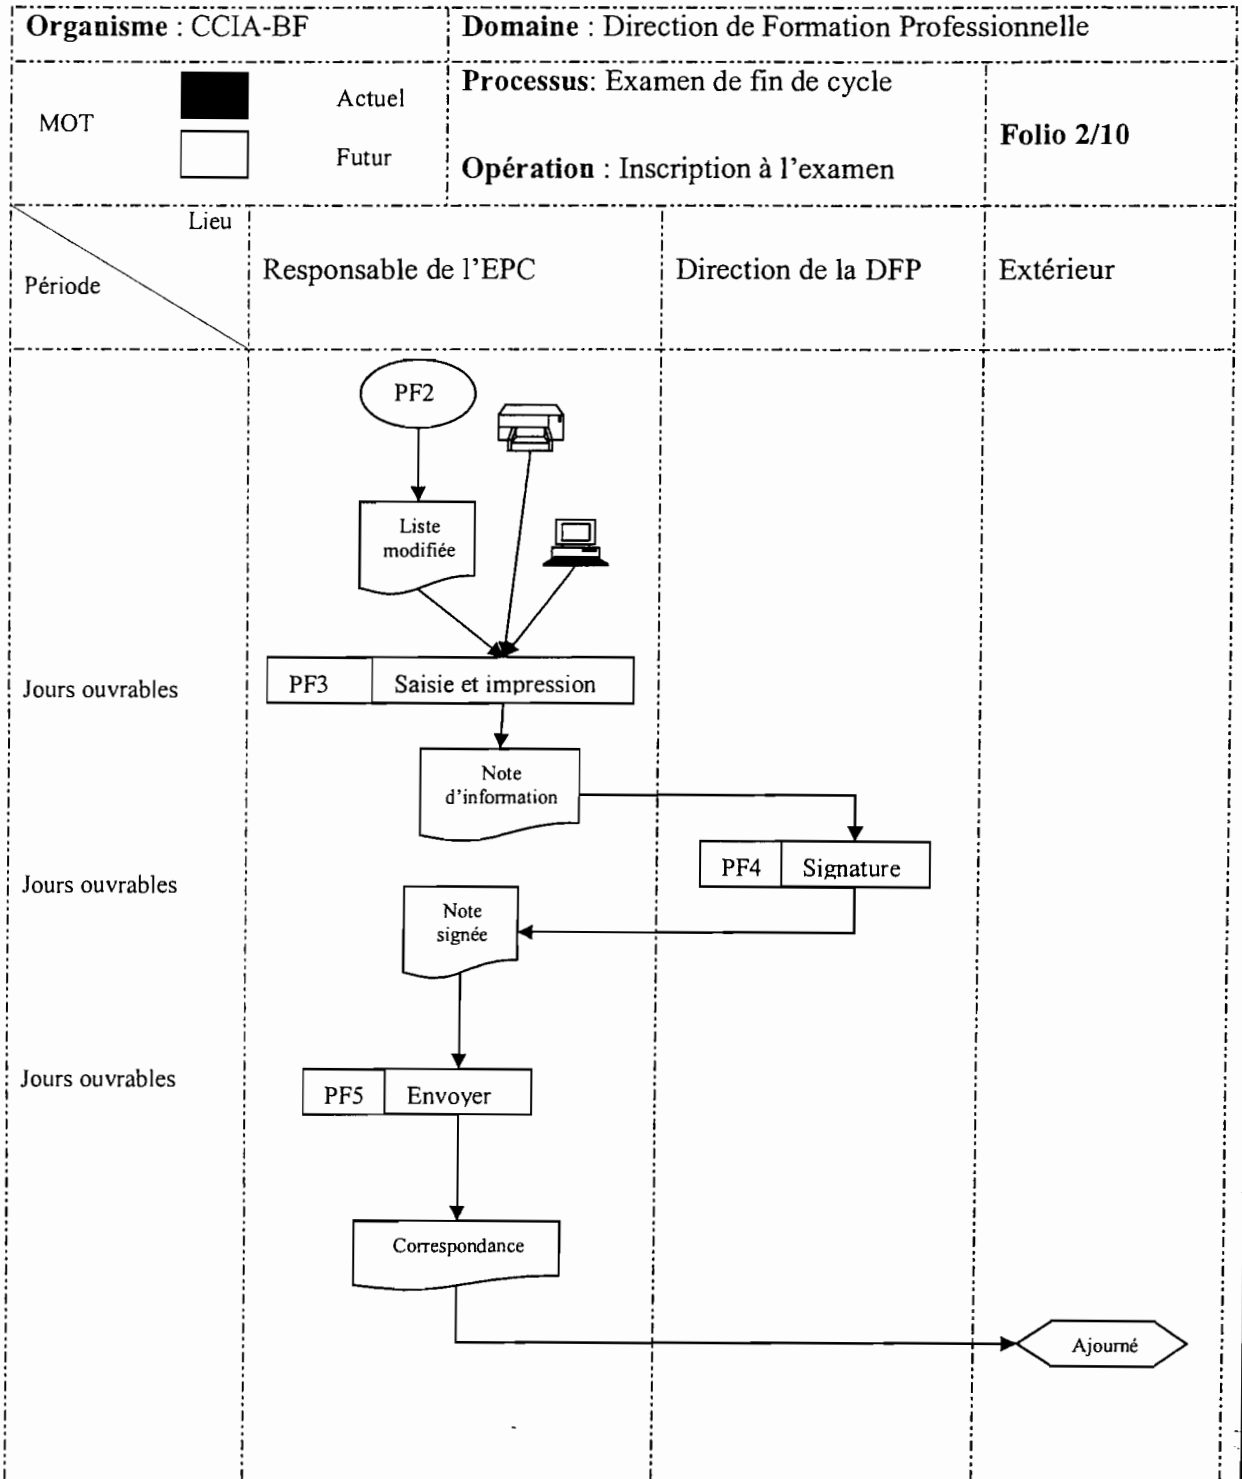 Organisme : CCIA-BF
Domaine : Direction de Formation Professionnelle
MOT
Actuel
Futur
Processus: Examen de fin de cycle
Opération : Inscription à l'examen
Folio 2/10
Lieu
Période
Responsable de l'EPC
Direction de la DFP
Extérieur
PF2
Liste
modifiée
Jours ouvrables
PF3
Saisie et impression
Note
d'information
PF4
Signature
Jours ouvrables
Note
signée
Jours ouvrables
PF5
Envoyer
Correspondance
Ajourné